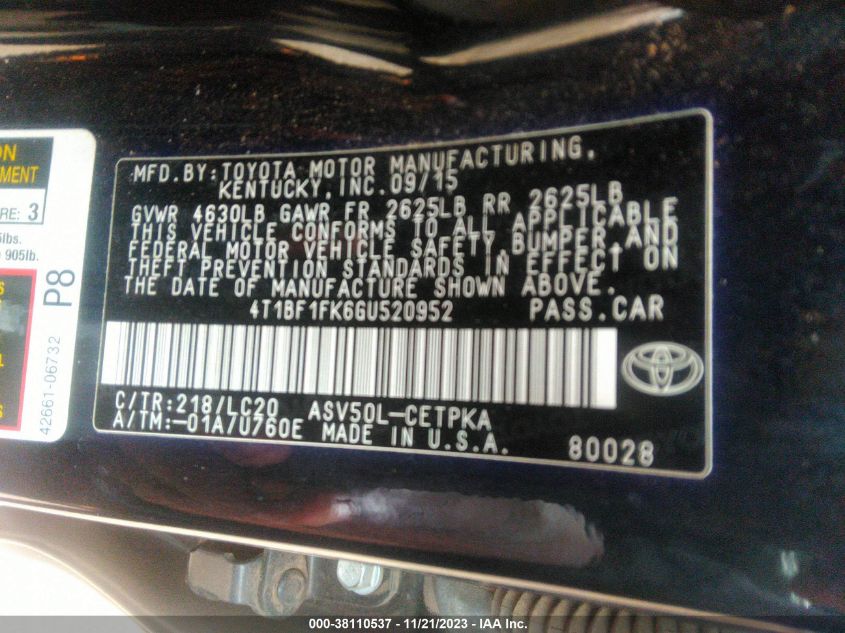 ON
EMENT
RE: 3
lbs.
905lb.
P8
42661-06732
MFD.BY:TOYOTA MOTOR MANUFACTURING,
KENTUCKY,INC.09/15
GVWR 4630LB GAWR FR 2625LB RR 2625LB
THIS VEHICLE CONFORMS TO ALL APPLICABLE
FEDERAL MOTOR VEHICLE SAFETY,BUMPER,AND
THEFT PREVENTION STANDARDS IN EFFECT ON
THE DATE OF MANUFACTURE SHOWN ABOVE.
4T1BF1FK6GU520952 PASS.CAR
C/TR:218/LC20 ASV50L-CETPKA
A/TM:-01A/U760E MADE IN U.S.A. 80028
000-38110537 - 11/21/2023 - IAA Inc.